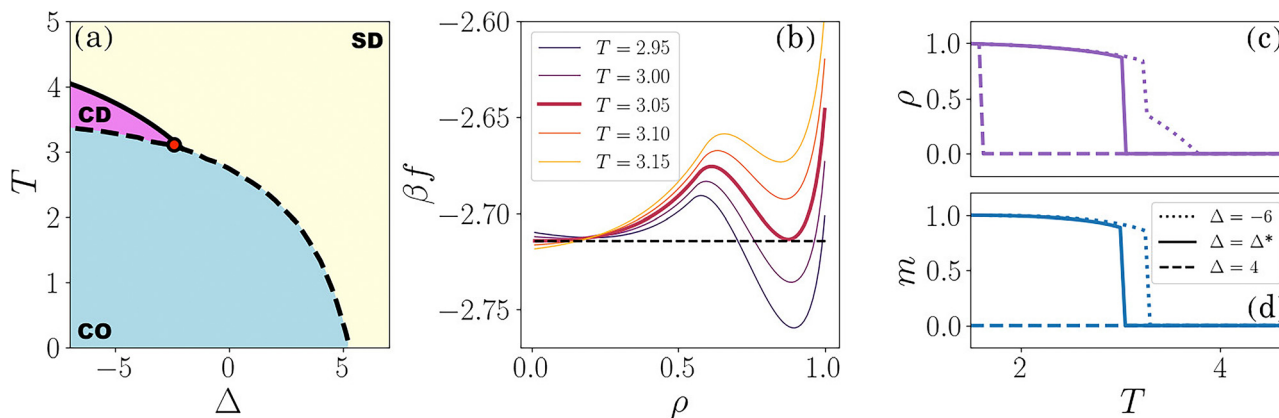 (a)
SD
CD
CO
T
5
4
3
2
1
0
−5
0
5
Δ
(b)
T = 2.95
T = 3.00
T = 3.05
T = 3.10
T = 3.15
βf
−2.60
−2.65
−2.70
−2.75
0.0
0.5
1.0
ρ
(c)
ρ
1.0
0.5
0.0
m
1.0
0.5
0.0
Δ = −6
Δ = Δ*
Δ = 4
(d)
2
4
T